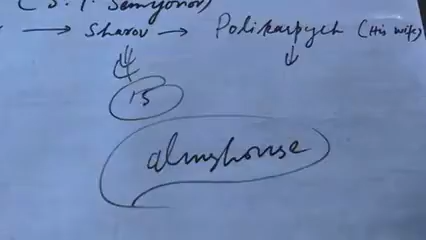 (S. T. Semyonov)
→ Sharov → Polikarpych (His wife)
15
almshouse